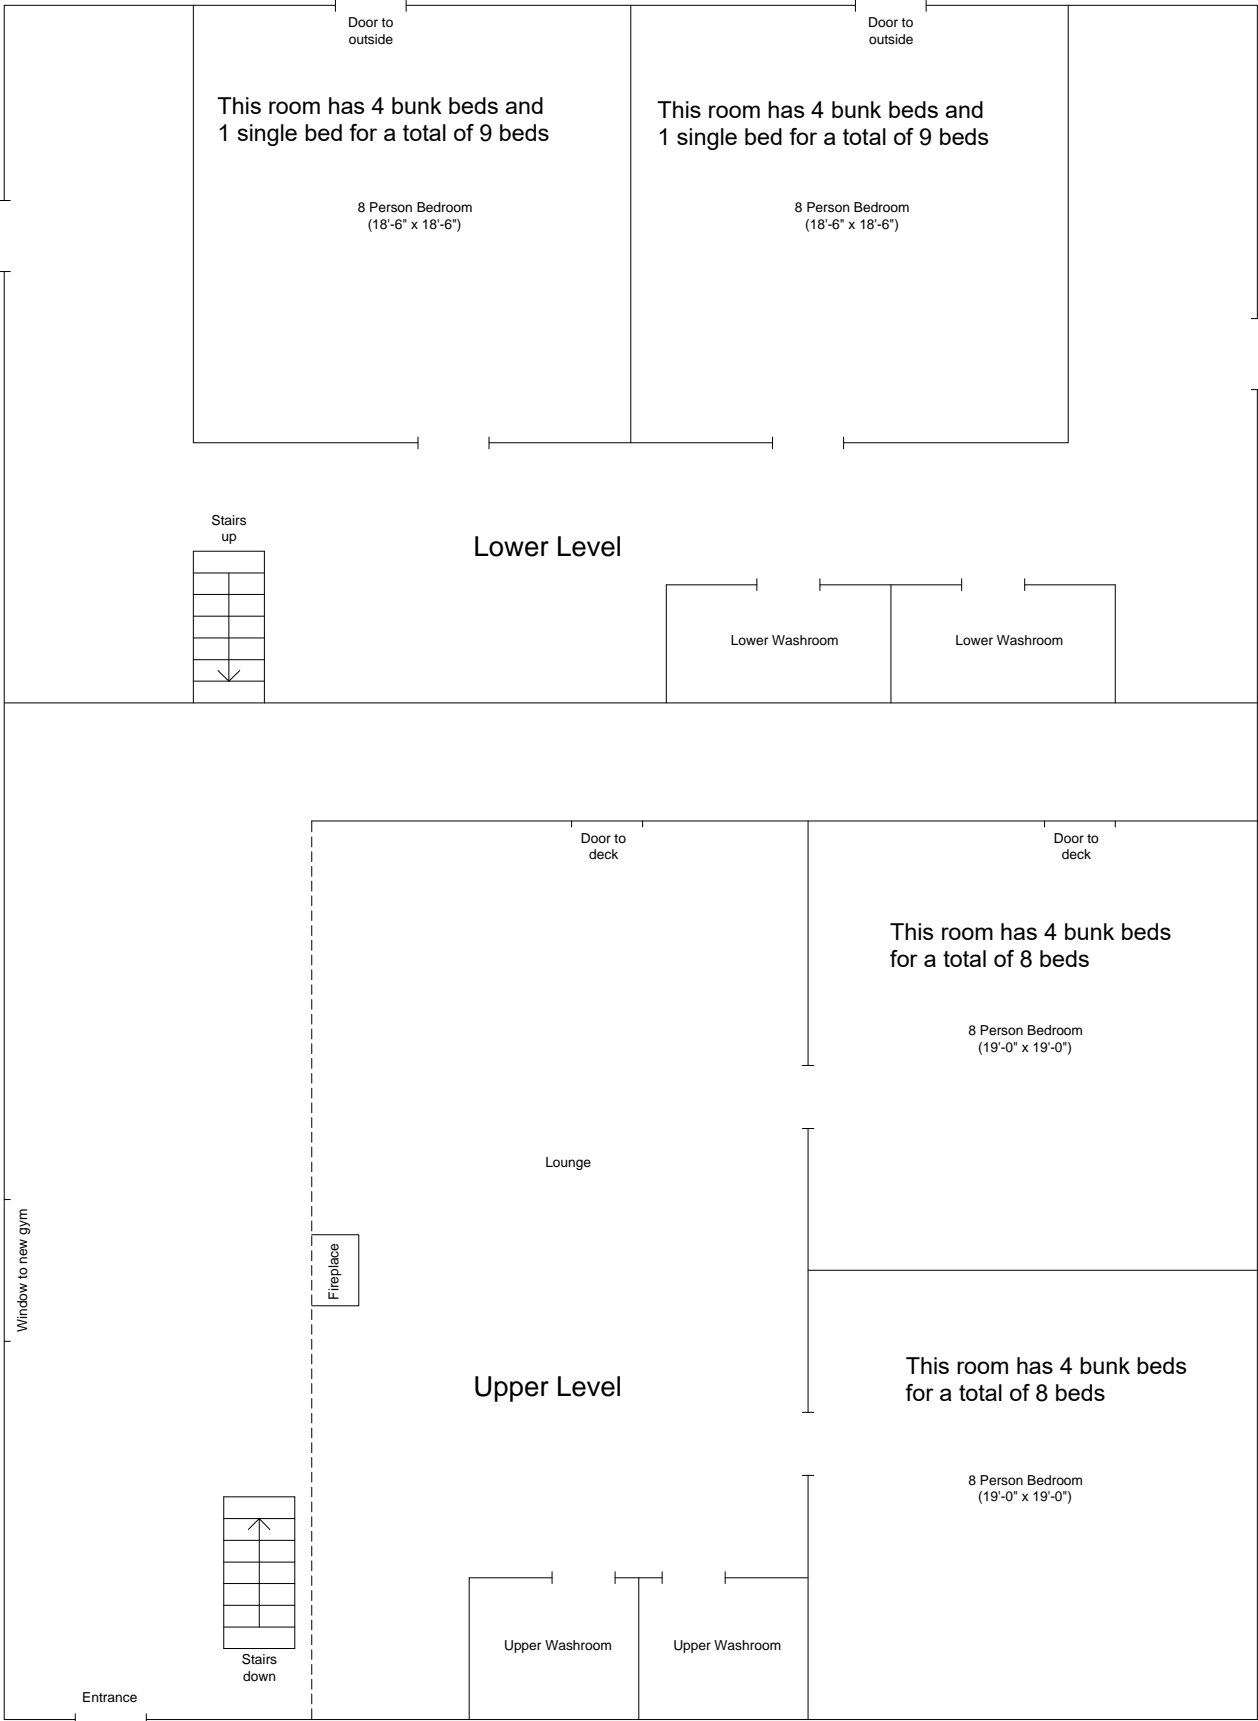 Door to
outside
Door to
outside
This room has 4 bunk beds and
1 single bed for a total of 9 beds
This room has 4 bunk beds and
1 single bed for a total of 9 beds
8 Person Bedroom
(18'-6" x 18'-6")
8 Person Bedroom
(18'-6" x 18'-6")
Stairs
up
Lower Level
Lower Washroom
Lower Washroom
Door to
deck
Door to
deck
This room has 4 bunk beds
for a total of 8 beds
8 Person Bedroom
(19'-0" x 19'-0")
Lounge
Window to new gym
Fireplace
Upper Level
This room has 4 bunk beds
for a total of 8 beds
8 Person Bedroom
(19'-0" x 19'-0")
Upper Washroom
Upper Washroom
Stairs
down
Entrance